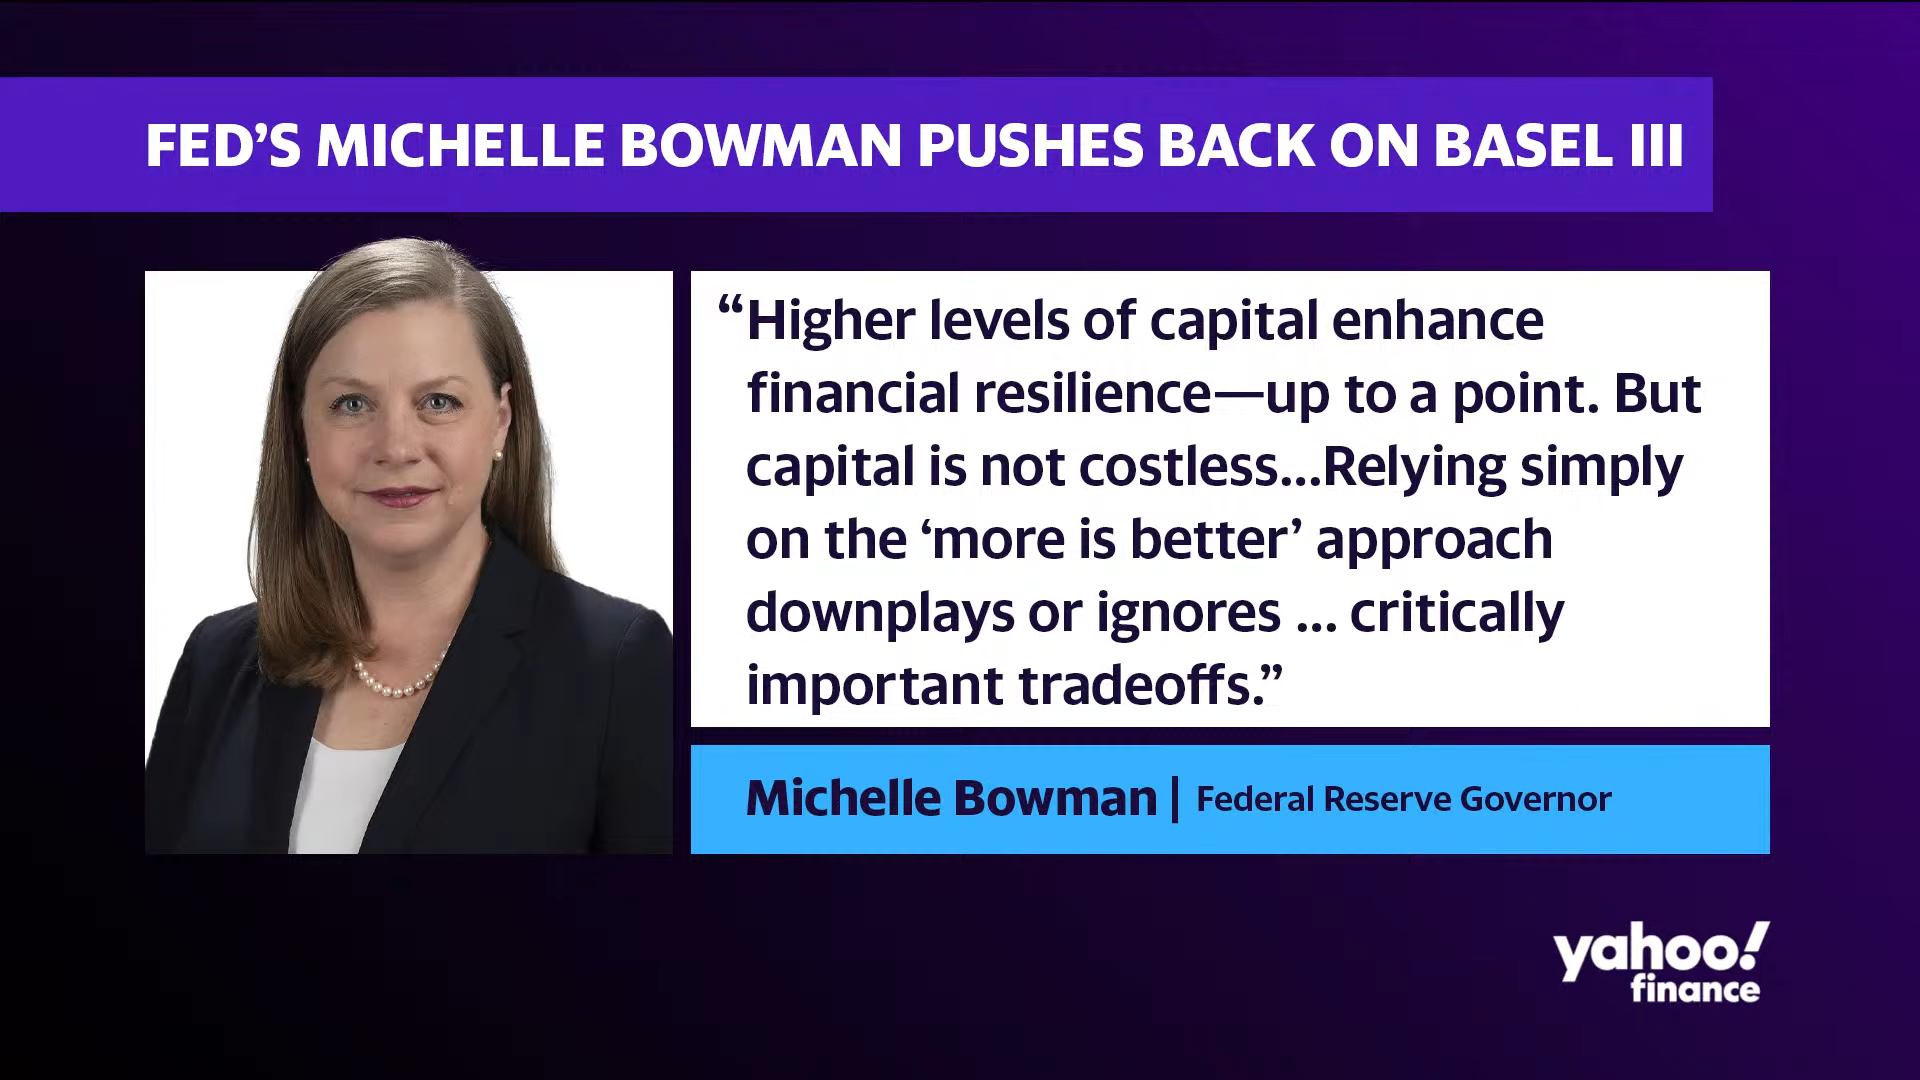 FED’S MICHELLE BOWMAN PUSHES BACK ON BASEL III
“Higher levels of capital enhance
financial resilience—up to a point. But
capital is not costless...Relying simply
on the ‘more is better’ approach
downplays or ignores ... critically
important tradeoffs.”
Michelle Bowman | Federal Reserve Governor
yahoo!
finance